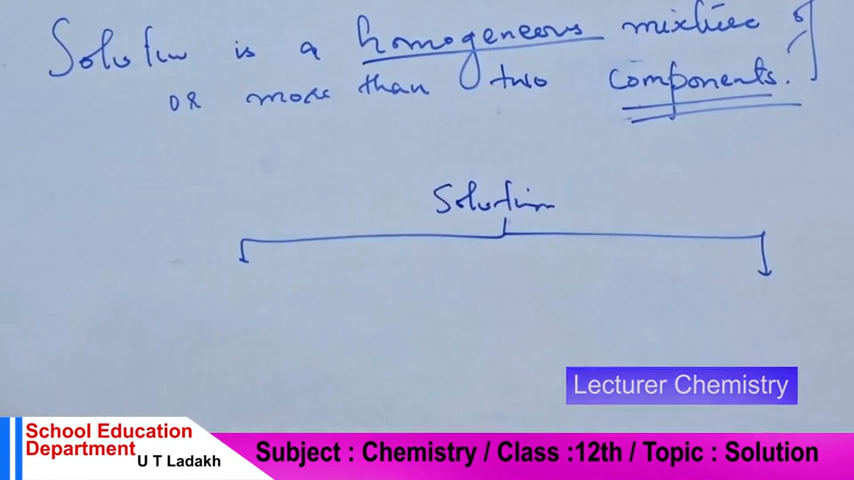 Solution is a homogeneous mixture of
or more than two components.
Solution
Lecturer Chemistry
School Education
Department
U T Ladakh
Subject : Chemistry / Class :12th / Topic : Solution